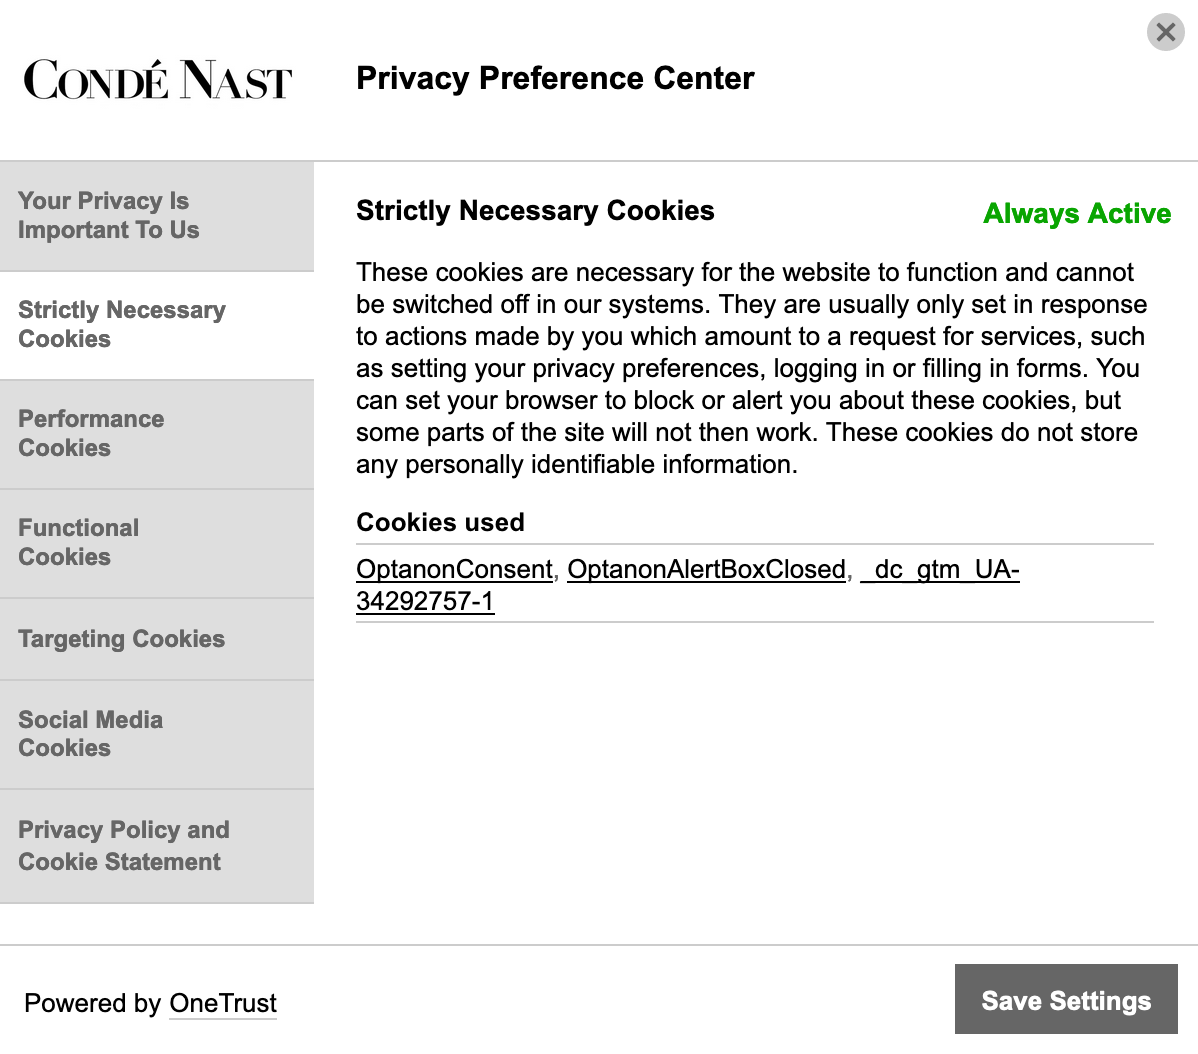 CONDÉ NAST
Privacy Preference Center
Your Privacy Is
Important To Us
Strictly Necessary
Cookies
Performance
Cookies
Functional
Cookies
Targeting Cookies
Social Media
Cookies
Privacy Policy and
Cookie Statement
Strictly Necessary Cookies
Always Active
These cookies are necessary for the website to function and cannot
be switched off in our systems. They are usually only set in response
to actions made by you which amount to a request for services, such
as setting your privacy preferences, logging in or filling in forms. You
can set your browser to block or alert you about these cookies, but
some parts of the site will not then work. These cookies do not store
any personally identifiable information.
Cookies used
OptanonConsent, OptanonAlertBoxClosed, _dc_gtm_UA-
34292757-1
Powered by OneTrust
Save Settings